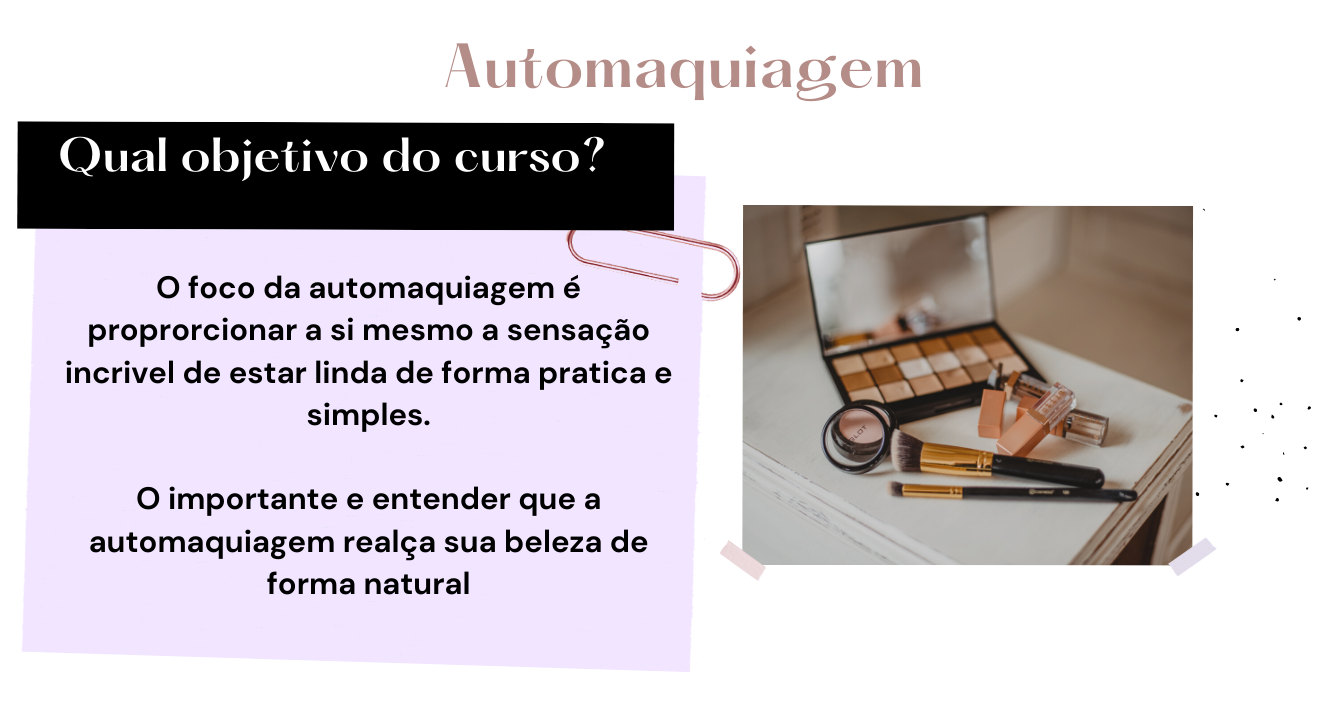 Automaquiagem
Qual objetivo do curso?
O foco da automaquiagem é
proprorcionar a si mesmo a sensação
incrivel de estar linda de forma pratica e
simples.
O importante e entender que a
automaquiagem realça sua beleza de
forma natural